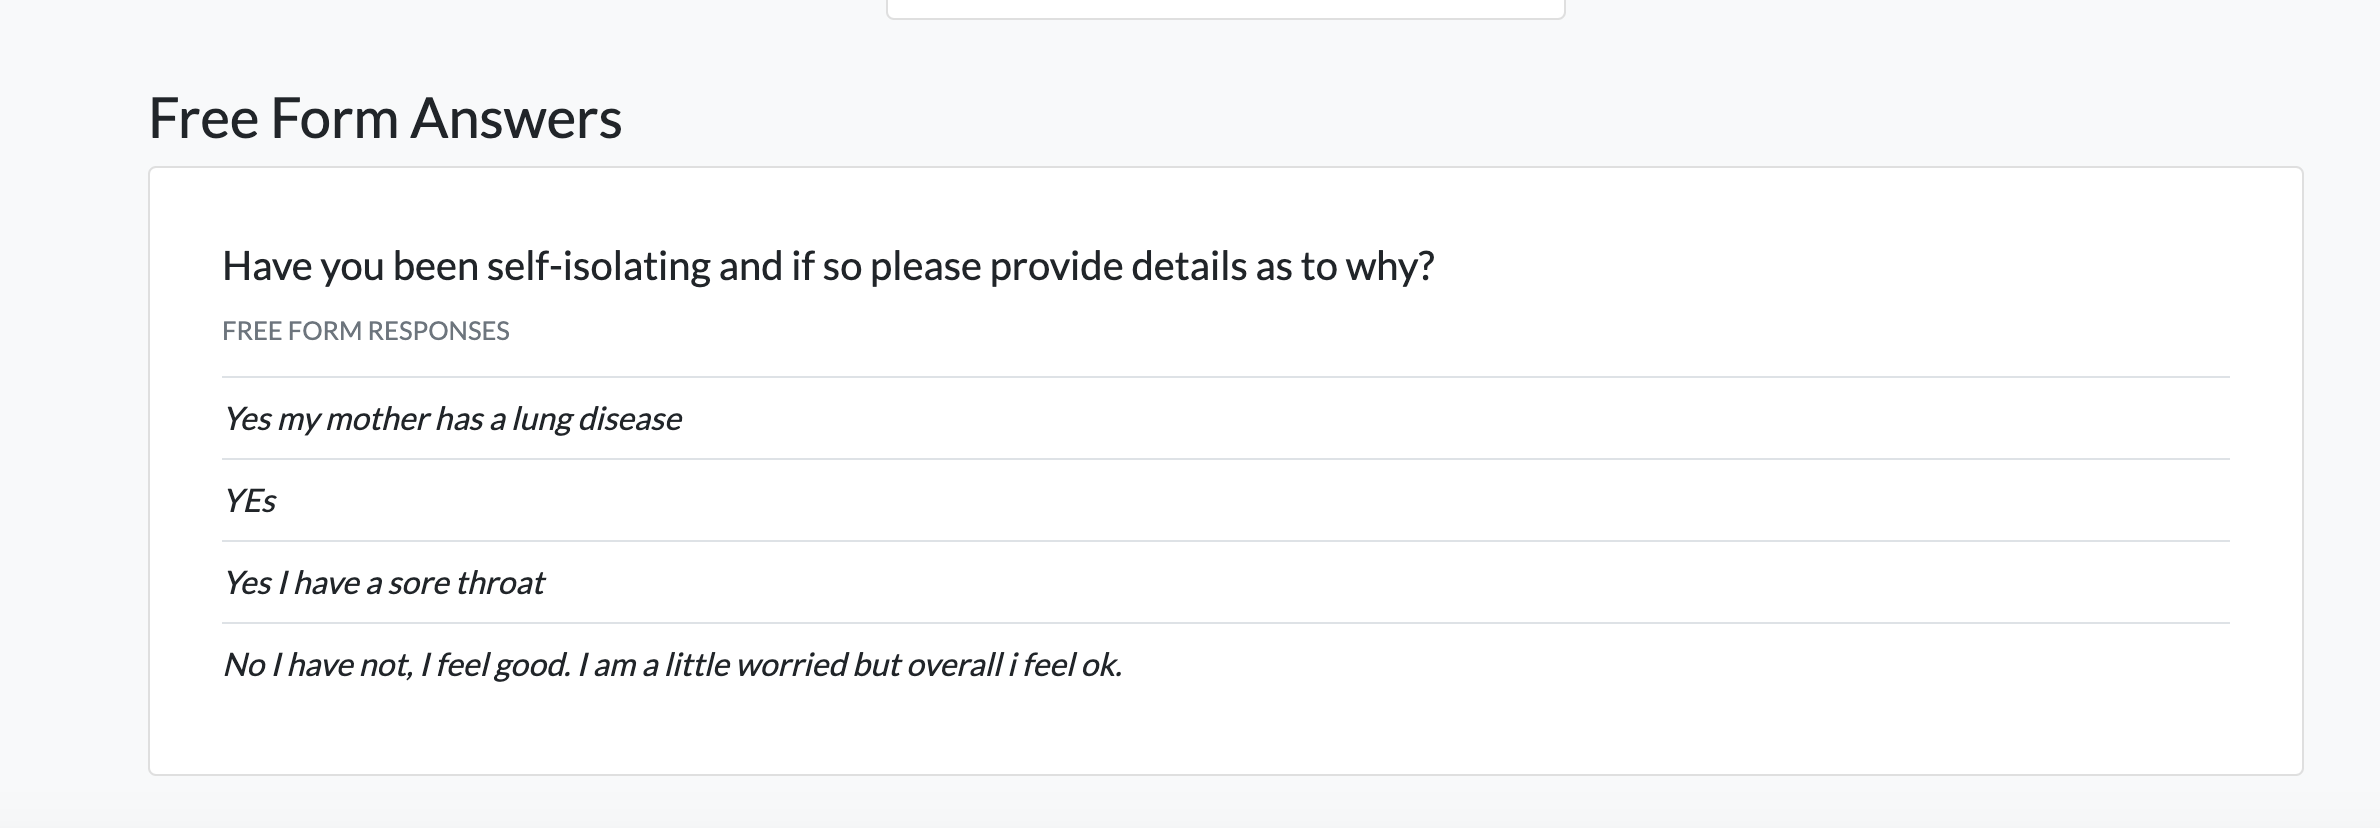 Free Form Answers
Have you been self-isolating and if so please provide details as to why?
FREE FORM RESPONSES
Yes my mother has a lung disease
YEs
Yes I have a sore throat
No I have not, I feel good. I am a little worried but overall i feel ok.